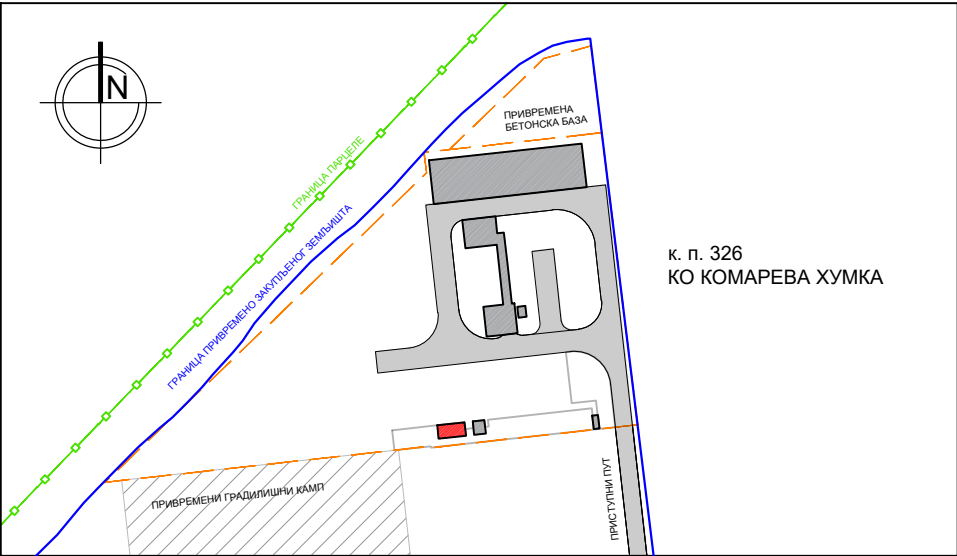 N
ПРИВРЕМЕНА
БЕТОНСКА БАЗА
ГРАНИЦА ПАРЦЕЛЕ
ГРАНИЦА ПРИВРЕМЕНО ЗАКУПЉЕНОГ ЗЕМЉИШТА
к. п. 326
КО КОМАРЕВА ХУМКА
ПРИВРЕМЕНИ ГРАДИЛИШНИ КАМП
ПРИСТУПНИ ПУТ